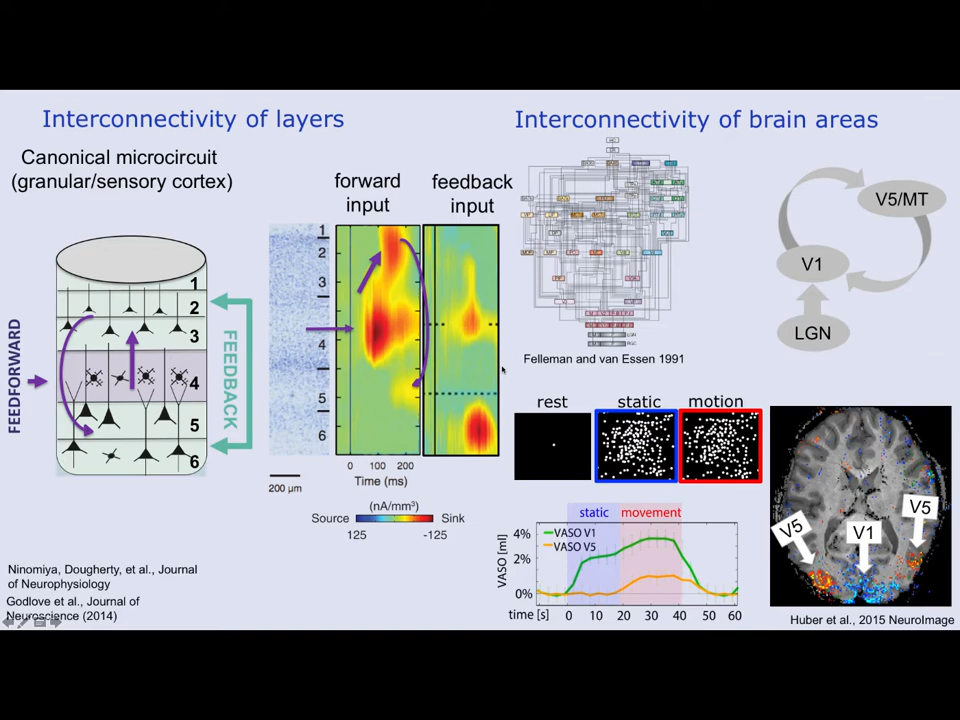 Interconnectivity of layers
Canonical microcircuit
(granular/sensory cortex)
FEEDFORWARD
1
2
3
4
5
6
FEEDBACK
forward
input
feedback
input
1
2
3
4
5
6
0 100 200
Time (ms)
200 µm
(nA/mm³)
Source Sink
125 -125
Ninomiya, Dougherty, et al., Journal
of Neurophysiology
Godlove et al., Journal of
Neuroscience (2014)
Interconnectivity of brain areas
Felleman and van Essen 1991
V5/MT
V1
LGN
rest static motion
static movement
VASO V1
VASO V5
VASO [ml]
4%
2%
0%
time [s] 0 10 20 30 40 50 60
V5
V1
V5
Huber et al., 2015 NeuroImage